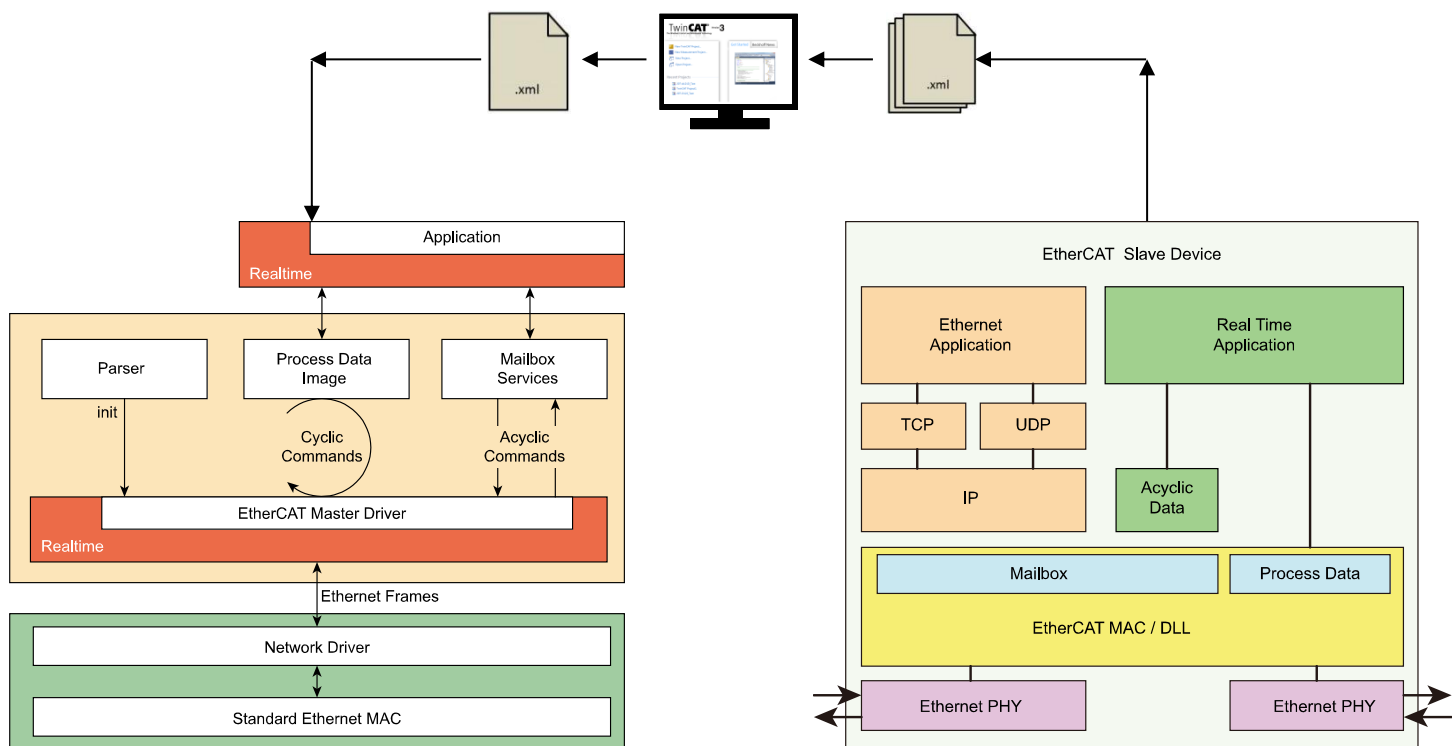 TwinCAT 3
.xml
.xml
Application
Realtime
Parser
Process Data
Image
Mailbox
Services
init
Cyclic
Commands
Acyclic
Commands
EtherCAT Master Driver
Realtime
Ethernet Frames
Network Driver
Standard Ethernet MAC
EtherCAT Slave Device
Ethernet
Application
Real Time
Application
TCP
UDP
IP
Acyclic
Data
Mailbox
Process Data
EtherCAT MAC / DLL
Ethernet PHY
Ethernet PHY